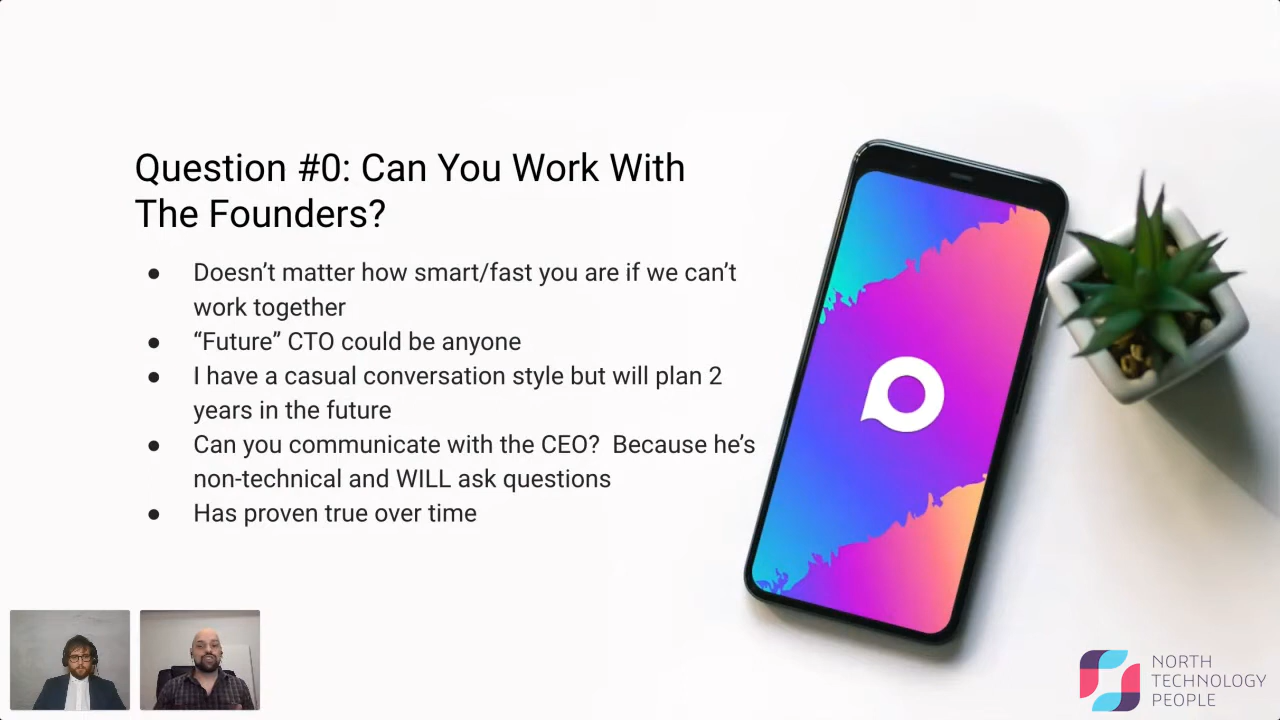 Question #0: Can You Work With
The Founders?
● Doesn’t matter how smart/fast you are if we can’t
work together
● “Future” CTO could be anyone
● I have a casual conversation style but will plan 2
years in the future
● Can you communicate with the CEO?  Because he’s
non-technical and WILL ask questions
● Has proven true over time
NORTH
TECHNOLOGY
PEOPLE